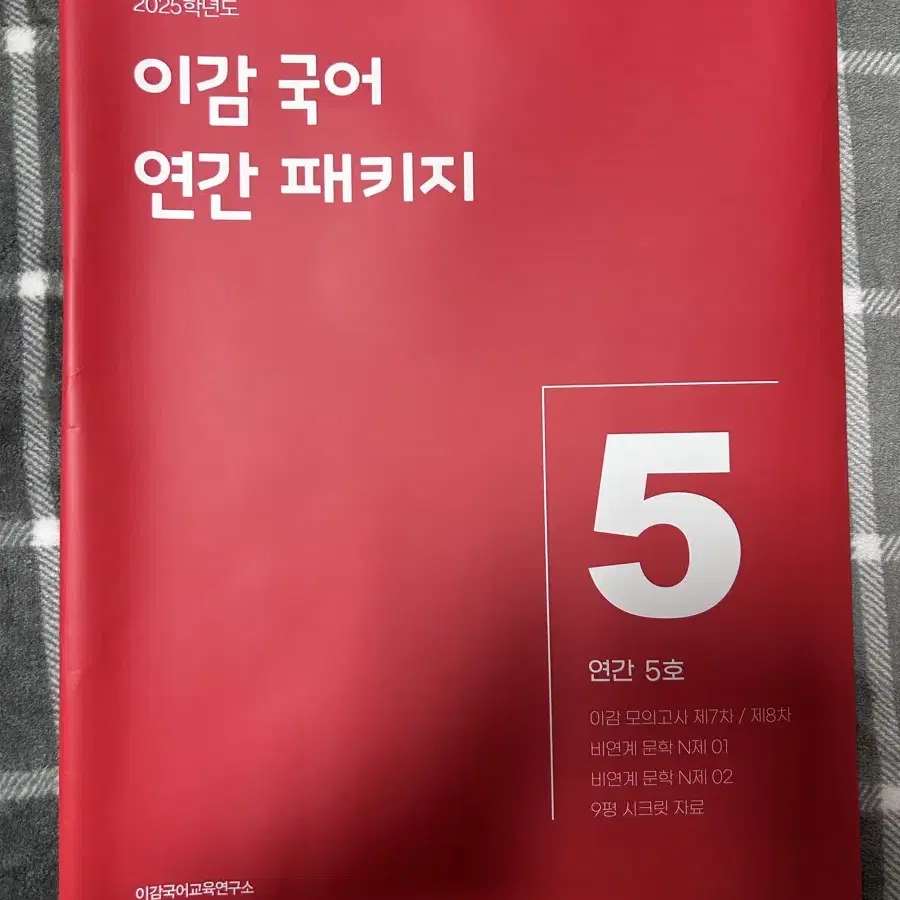 2025학년도
이감 국어
연간 패키지
5
연간 5호
이감 모의고사 제7차 / 제8차
비연계 문학 N제 01
비연계 문학 N제 02
9평 시크릿 자료
이감국어교육연구소